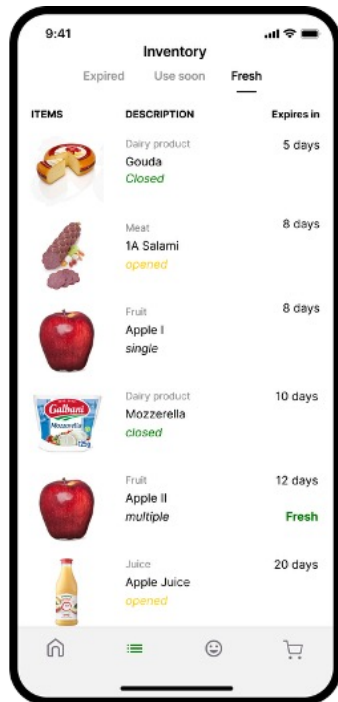 9:41
Inventory
Expired Use soon Fresh
ITEMS DESCRIPTION Expires in
Dairy product 5 days
Gouda
Closed
Meat 8 days
1A Salami
opened
Fruit 8 days
Apple I
single
Galbani
Mozzarella
125g
Dairy product 10 days
Mozzerella
closed
Fruit 12 days
Apple II
multiple Fresh
Juice 20 days
Apple Juice
opened